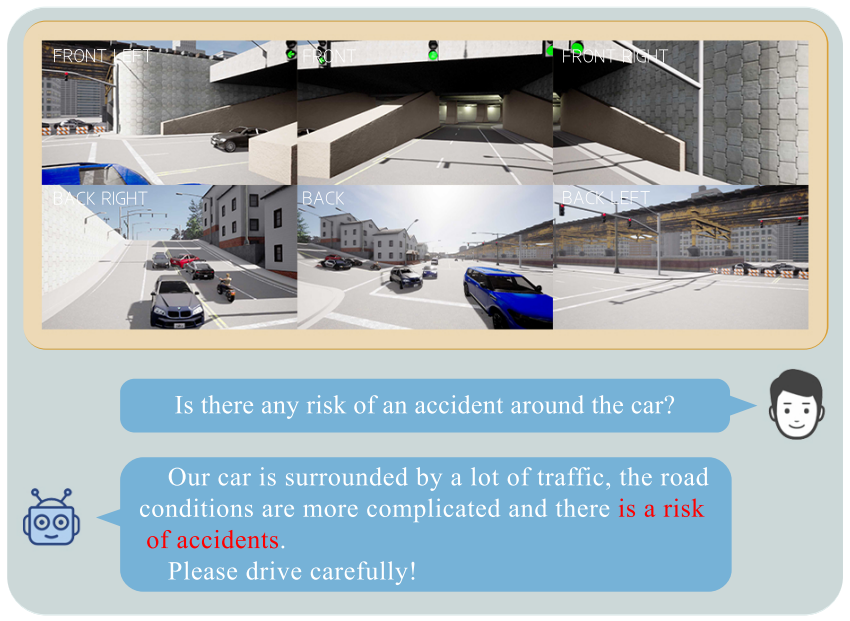 FRONT LEFT
FRONT
FRONT RIGHT
BACK RIGHT
BACK
BACK LEFT
Is there any risk of an accident around the car?
Our car is surrounded by a lot of traffic, the road
conditions are more complicated and there is a risk
of accidents.
Please drive carefully!